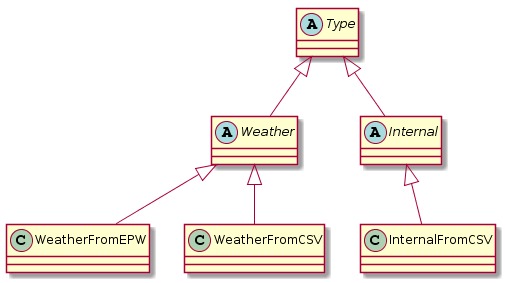 A Type
A Weather
A Internal
C WeatherFromEPW
C WeatherFromCSV
C InternalFromCSV